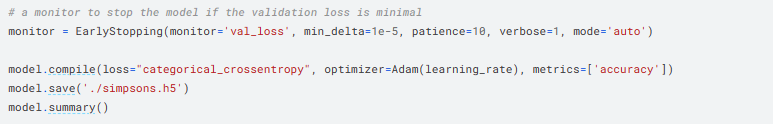 # a monitor to stop the model if the validation loss is minimal
monitor = EarlyStopping(monitor='val_loss', min_delta=1e-5, patience=10, verbose=1, mode='auto')
model.compile(loss="categorical_crossentropy", optimizer=Adam(learning_rate), metrics=['accuracy'])
model.save('./simpsons.h5')
model.summary()